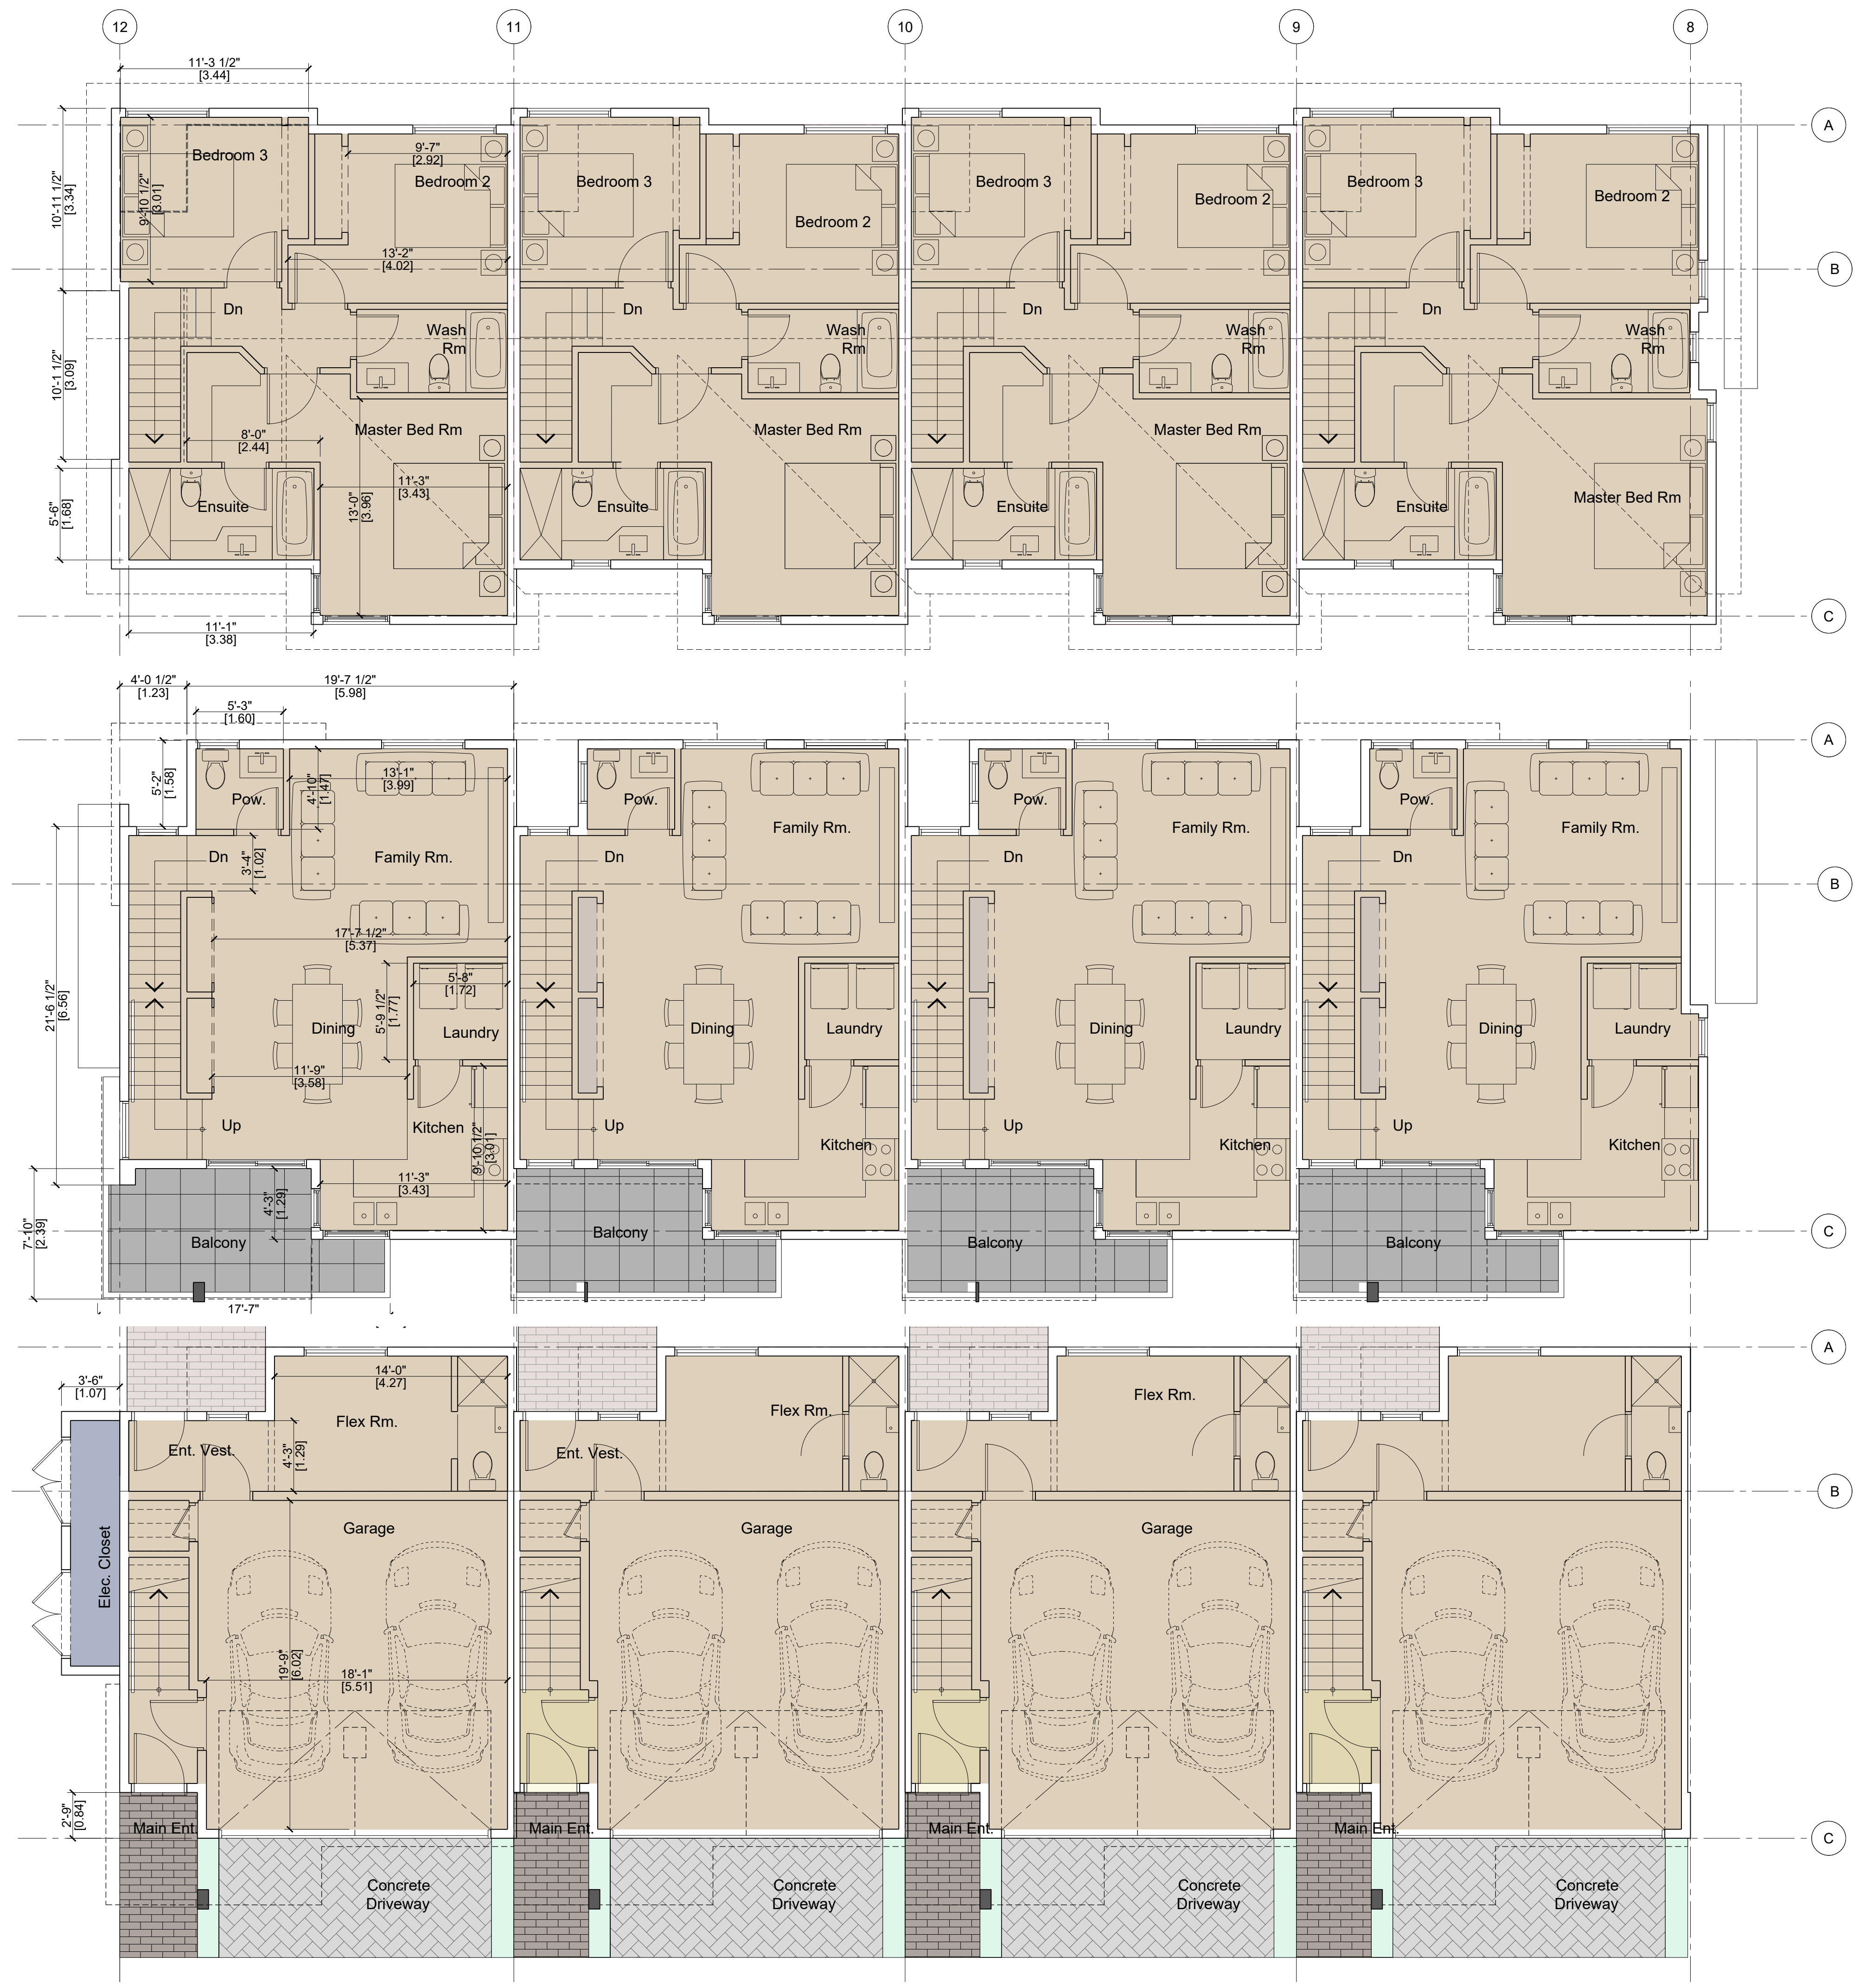 12
11
10
9
8
11'-3 1/2"
[3.44]
A
Bedroom 3
9'-7"
[2.92]
Bedroom 2
Bedroom 3
Bedroom 2
Bedroom 3
Bedroom 2
Bedroom 3
Bedroom 2
10'-11 1/2"
[3.34]
9'-10 1/2"
[3.01]
13'-2"
[4.02]
B
Dn
Wash
Rm
Dn
Wash
Rm
Dn
Wash
Rm
Dn
Wash
Rm
10'-1 1/2"
[3.09]
8'-0"
[2.44]
Master Bed Rm
Master Bed Rm
Master Bed Rm
Master Bed Rm
5'-6"
[1.68]
Ensuite
11'-3"
[3.43]
13'-0"
[3.96]
Ensuite
Ensuite
Ensuite
C
11'-1"
[3.38]
4'-0 1/2"
[1.23]
19'-7 1/2"
[5.98]
5'-3"
[1.60]
A
5'-2"
[1.58]
4'-10"
[1.47]
13'-1"
[3.99]
Pow.
Pow.
Pow.
Pow.
Family Rm.
Family Rm.
Family Rm.
Family Rm.
Dn
3'-4"
[1.02]
Dn
Dn
Dn
B
17'-7 1/2"
[5.37]
21'-6 1/2"
[6.56]
5'-8"
[1.72]
5'-9 1/2"
[1.77]
Dining
Laundry
Dining
Laundry
Dining
Laundry
Dining
Laundry
11'-9"
[3.58]
Up
Kitchen
Up
Kitchen
Up
Kitchen
Up
Kitchen
9'-10 1/2"
[3.01]
11'-3"
[3.43]
4'-3"
[1.29]
7'-10"
[2.39]
Balcony
Balcony
Balcony
Balcony
C
17'-7"
A
3'-6"
[1.07]
14'-0"
[4.27]
Flex Rm.
Flex Rm.
Flex Rm.
Ent. Vest.
4'-3"
[1.29]
Ent. Vest.
B
Elec. Closet
Garage
Garage
Garage
19'-9"
[6.02]
18'-1"
[5.51]
2'-9"
[0.84]
Main Ent.
Main Ent.
Main Ent.
Main Ent.
C
Concrete
Driveway
Concrete
Driveway
Concrete
Driveway
Concrete
Driveway